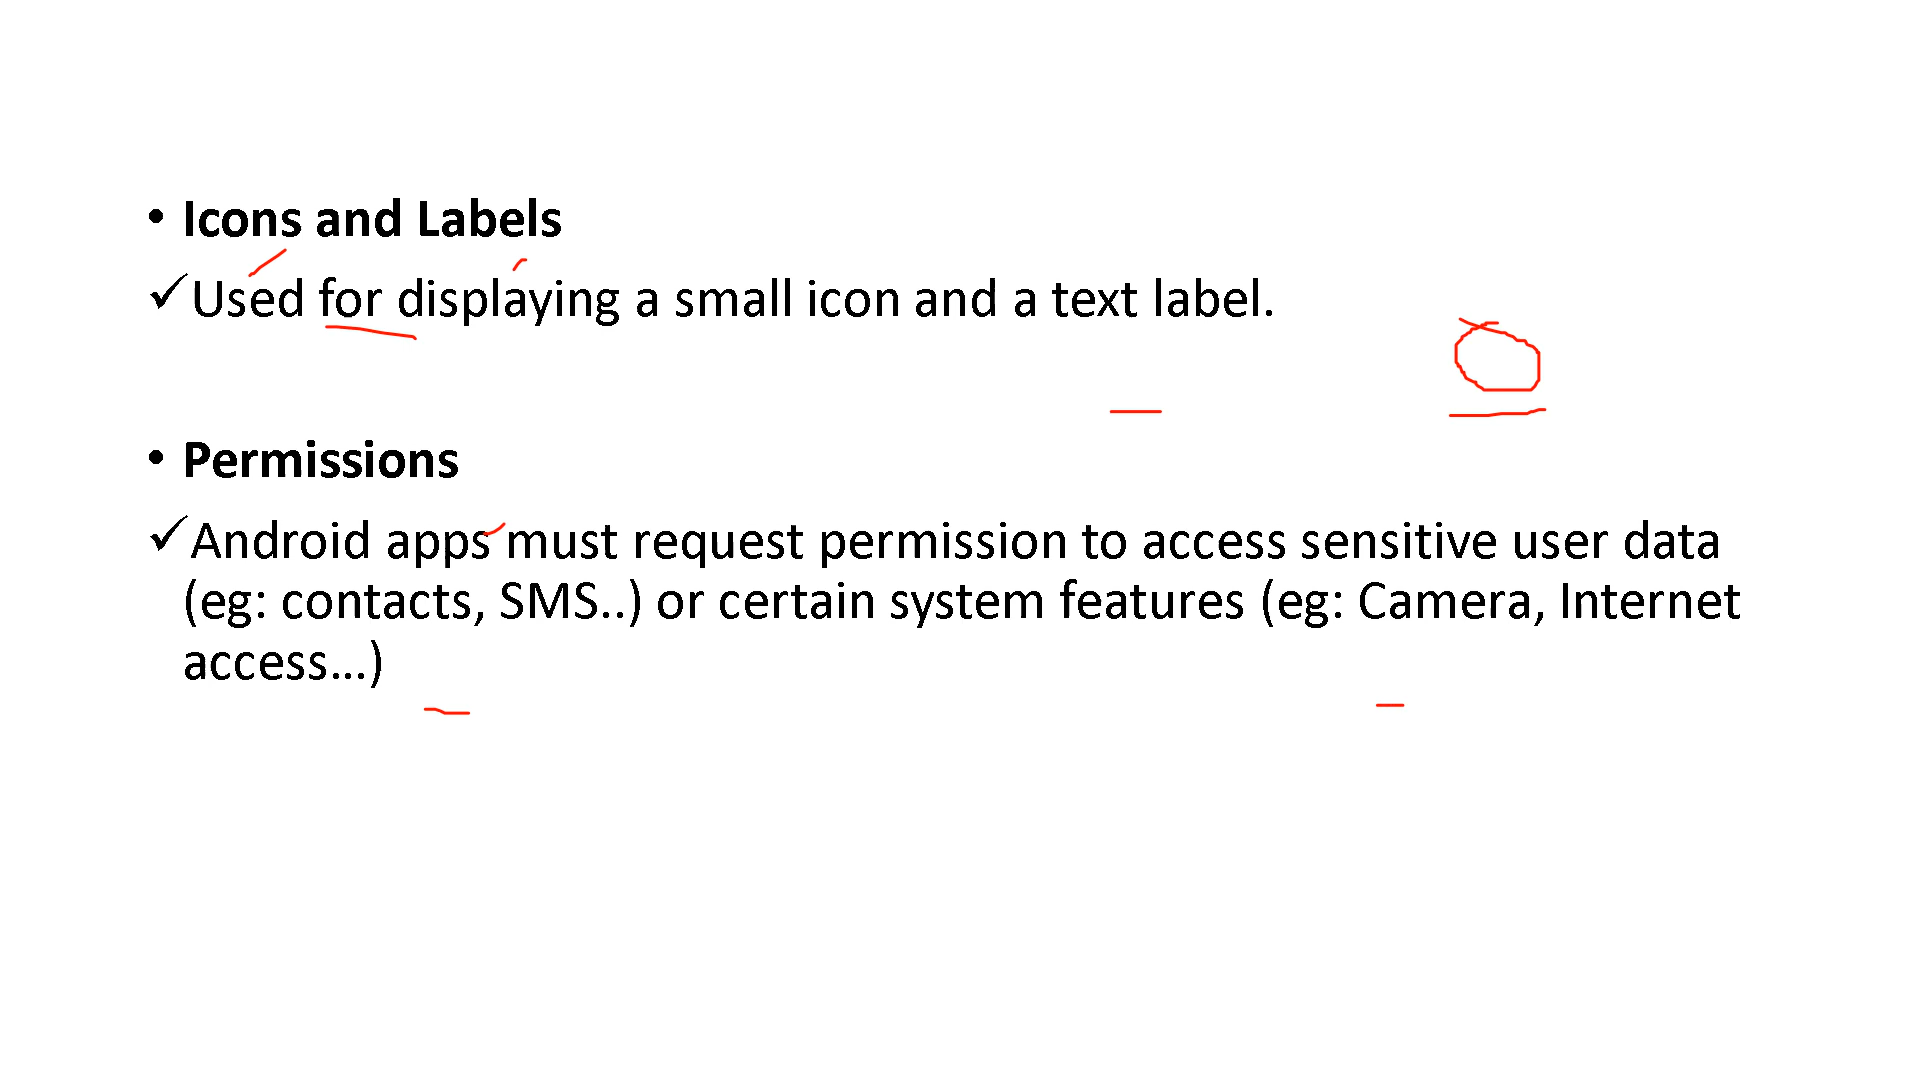 • Icons and Labels
✓Used for displaying a small icon and a text label.
• Permissions
✓Android apps must request permission to access sensitive user data
(eg: contacts, SMS..) or certain system features (eg: Camera, Internet
access...)